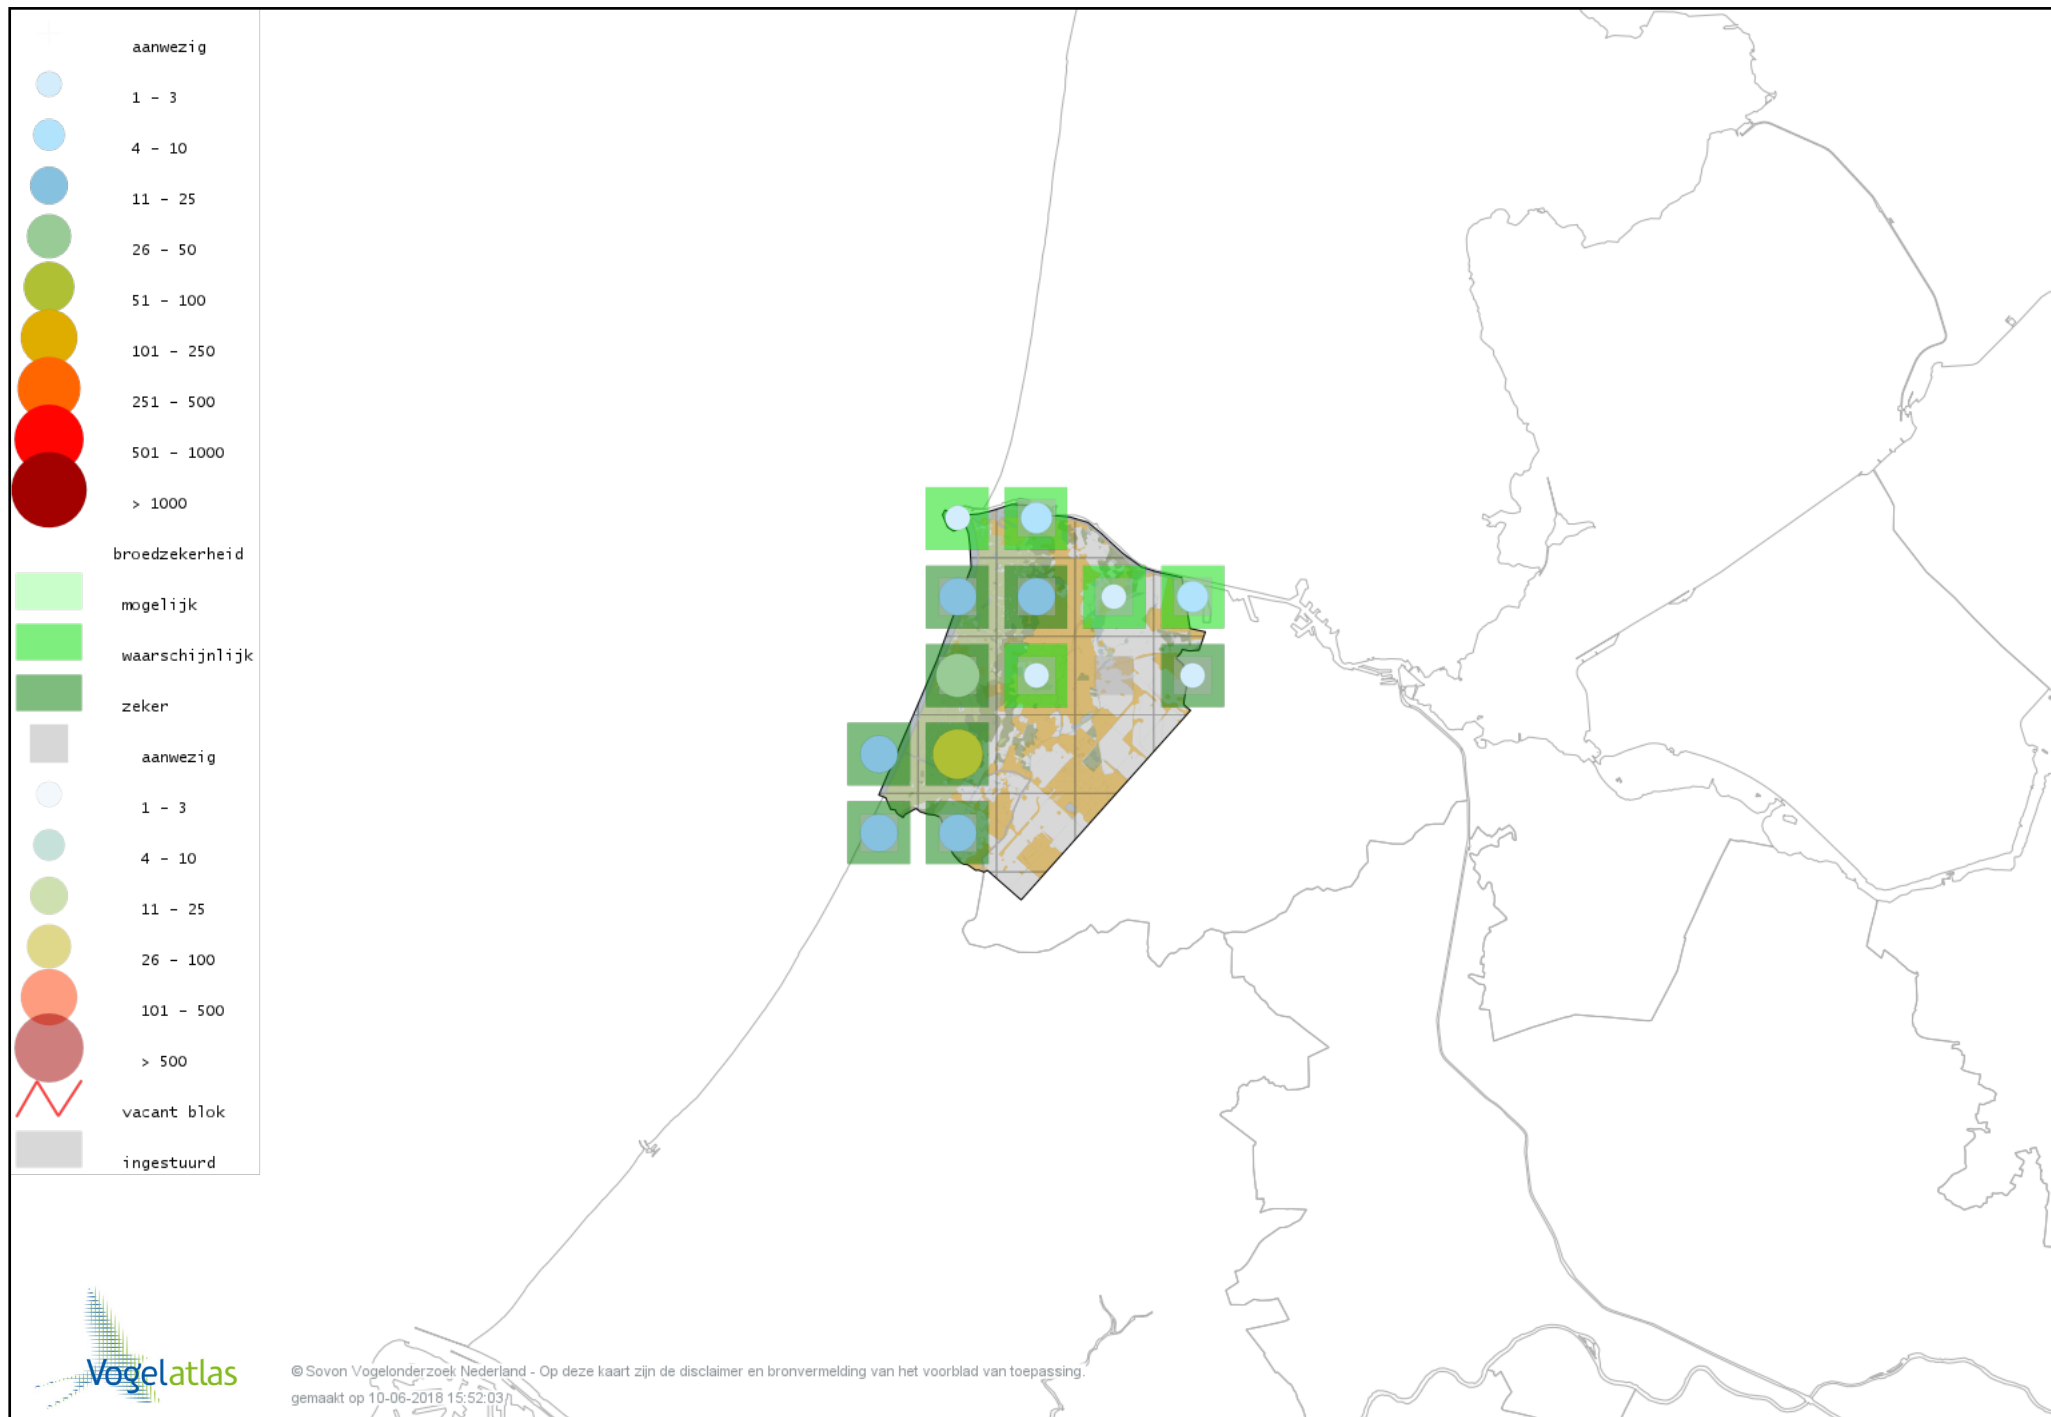 aanwezig
1 - 3
4 - 10
11 - 25
26 - 50
51 - 100
101 - 250
251 - 500
501 - 1000
> 1000
broedzekerheid
mogelijk
waarschijnlijk
zeker
aanwezig
1 - 3
4 - 10
11 - 25
26 - 100
101 - 500
> 500
vacant blok
ingestuurd
Vogelatlas
© Sovon Vogelonderzoek Nederland - Op deze kaart zijn de disclaimer en bronvermelding van het voorblad van toepassing.
gemaakt op 10-06-2018 15:52:03